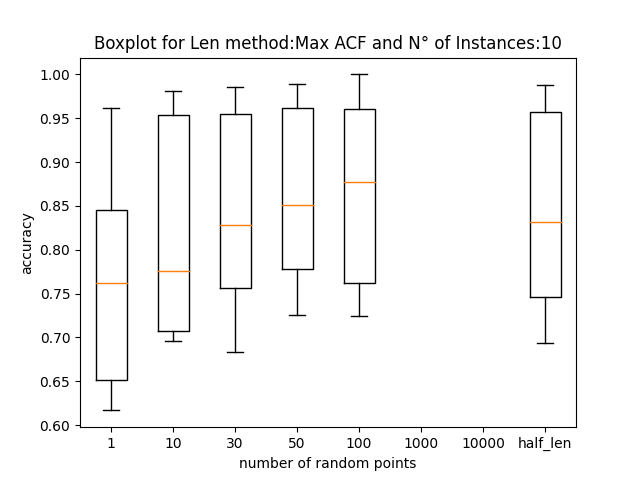 Boxplot for Len method:Max ACF and N° of Instances:10
1.00
0.95
0.90
0.85
0.80
0.75
0.70
0.65
0.60
accuracy
1 10 30 50 100 1000 10000 half_len
number of random points